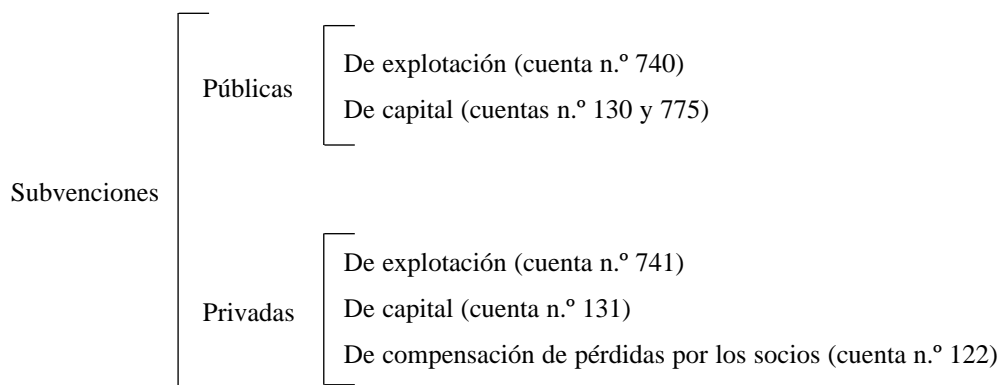 De explotación (cuenta n.º 740)
Públicas
De capital (cuentas n.º 130 y 775)
Subvenciones
De explotación (cuenta n.º 741)
Privadas
De capital (cuenta n.º 131)
De compensación de pérdidas por los socios (cuenta n.º 122)